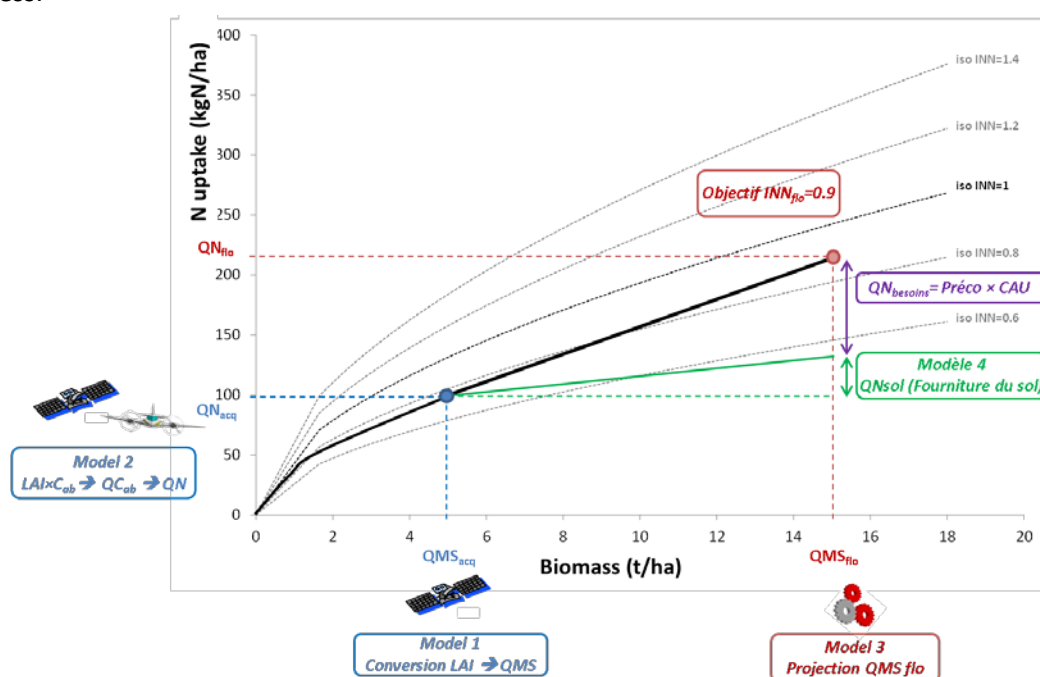 400
350
300
250
200
150
100
50
0
N uptake (kgN/ha)
iso INN=1.4
iso INN=1.2
iso INN=1
iso INN=0.8
iso INN=0.6
Objectif INNflo=0.9
QNflo
QNbesoins= Préco × CAU
Modèle 4
QNsol (Fourniture du sol)
QNacq
Model 2
LAI×Cab ➔ QCab ➔ QN
0 2 4 6 8 10 12 14 16 18 20
QMSacq
Biomass (t/ha)
QMSflo
Model 1
Conversion LAI ➔ QMS
Model 3
Projection QMS flo